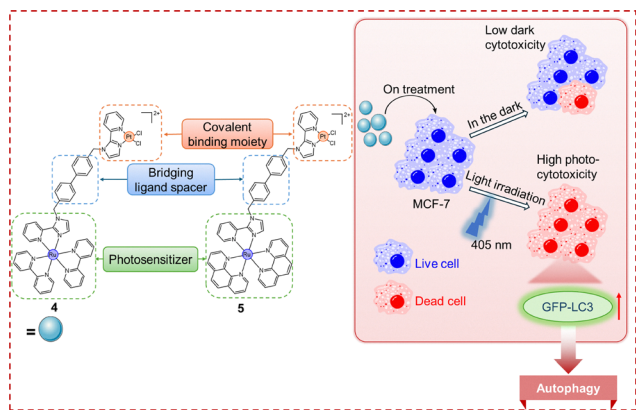 ]2+
Pt
Cl
Cl
N
N
N
]2+
Pt
Cl
Cl
N
N
N
Covalent
binding moiety
Bridging
ligand spacer
N
N
N
Ru
N
N
N
N
N
N
N
Ru
N
N
N
N
Photosensitizer
4
5
=
Low dark
cytotoxicity
On treatment
In the dark
High photo-
cytotoxicity
MCF-7
Light irradiation
405 nm
Live cell
Dead cell
GFP-LC3
Autophagy